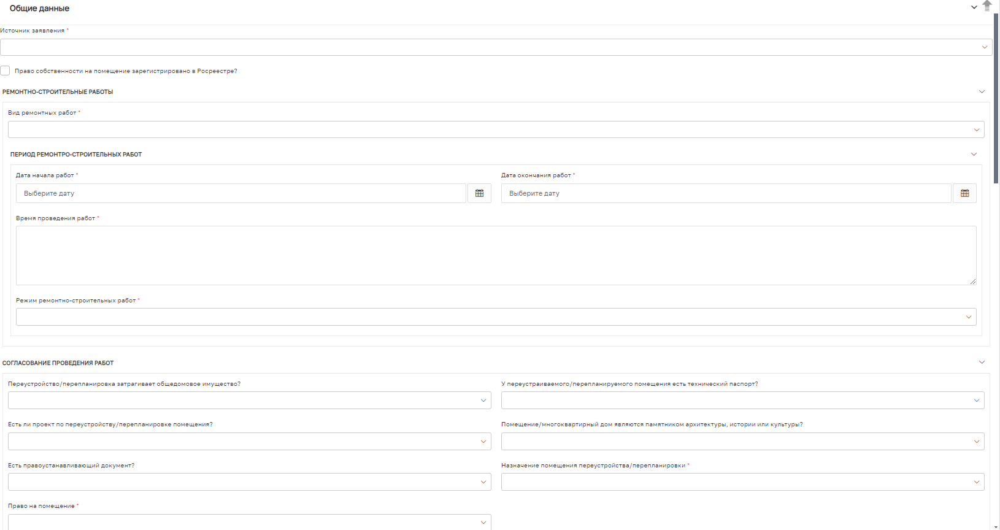 Общие данные
Источник заявления *
Право собственности на помещение зарегистрировано в Росреестре?
РЕМОНТНО-СТРОИТЕЛЬНЫЕ РАБОТЫ
Вид ремонтных работ *
ПЕРИОД РЕМОНТРО-СТРОИТЕЛЬНЫХ РАБОТ
Дата начала работ * Дата окончания работ *
Выберите дату Выберите дату
Время проведения работ *
Режим ремонтно-строительных работ *
СОГЛАСОВАНИЕ ПРОВЕДЕНИЯ РАБОТ
Переустройство/перепланировка затрагивает общедомовое имущество? У переустраиваемого/перепланируемого помещения есть технический паспорт?
Есть ли проект по переустройству/перепланировке помещения? Помещение/многоквартирный дом являются памятником архитектуры, истории или культуры?
Есть правоустанавливающий документ? Назначение помещения переустройства/перепланировки *
Право на помещение *